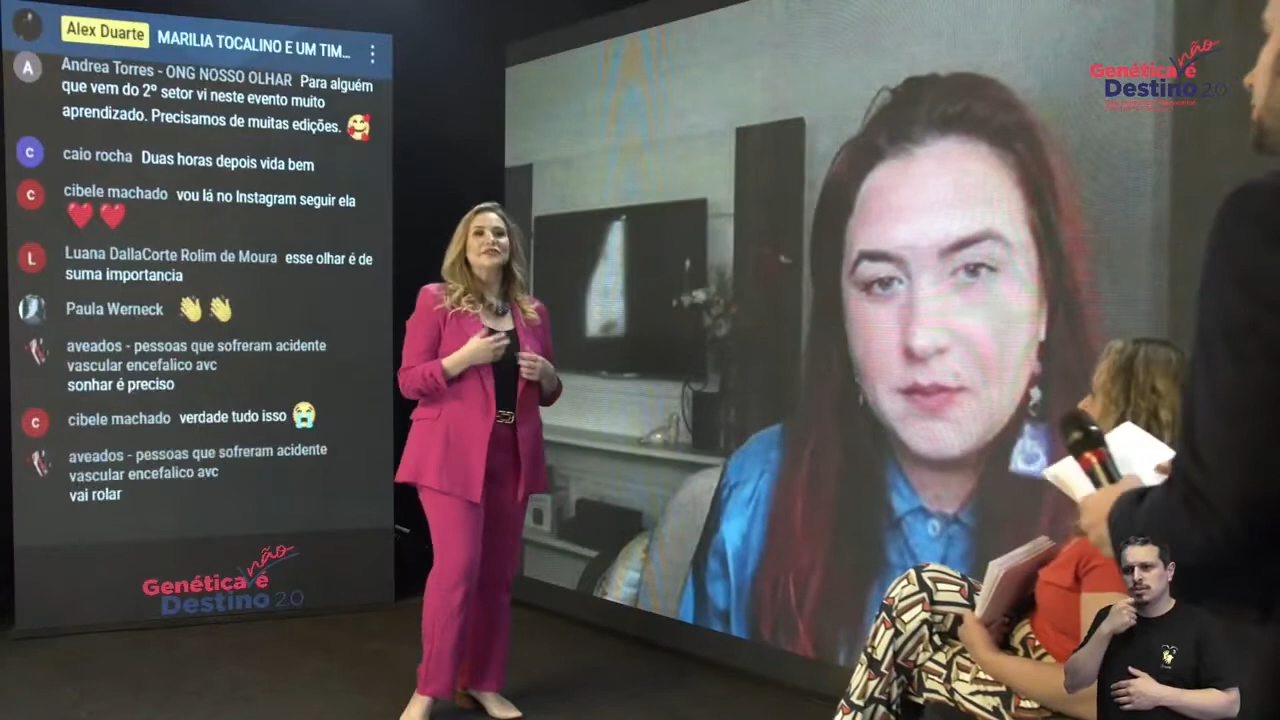 Alex Duarte MARILIA TOCALINO E UM TIM...
Andrea Torres - ONG NOSSO OLHAR Para alguém
que vem do 2º setor vi neste evento muito
aprendizado. Precisamos de muitas edições. 🥰
caio rocha Duas horas depois vida bem
cibele machado vou lá no Instagram seguir ela
❤️❤️
Luana DallaCorte Rolim de Moura esse olhar é de
suma importancia
Paula Werneck 👏👏
aveados - pessoas que sofreram acidente
vascular encefalico avc
sonhar é preciso
cibele machado verdade tudo isso 😭
aveados - pessoas que sofreram acidente
vascular encefalico avc
vai rolar
não
Genética é
Destino 2.0
não
Genética é
Destino 2.0